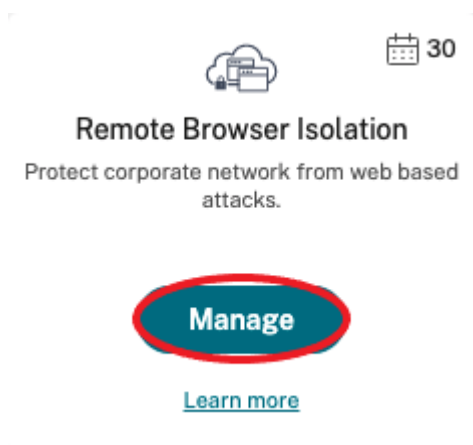 30
Remote Browser Isolation
Protect corporate network from web based
attacks.
Manage
Learn more